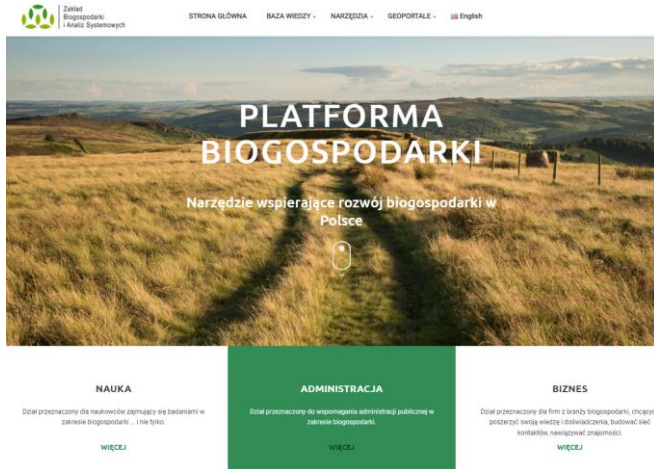 Zakład
Biogospodarki
i Analiz Systemowych
STRONA GŁÓWNA BAZA WIEDZY NARZĘDZIA GEOPORTALE English
PLATFORMA
BIOGOSPODARKI
Narzędzie wspierające rozwój biogospodarki w
Polsce
NAUKA
Dział przeznaczony dla naukowców zajmujący się badaniami w
zakresie biogospodarki ... i nie tylko
WIĘCEJ
ADMINISTRACJA
Dział przeznaczony do wspomagania administracji publicznej w
zakresie biogospodarki.
WIĘCEJ
BIZNES
Dział przeznaczony dla firm z branży biogospodarki, chcącyc
poszerzyć swoją wiedzę i doświadczenia, budować sieć
kontaktów, nawiązywać znajomości.
WIĘCEJ